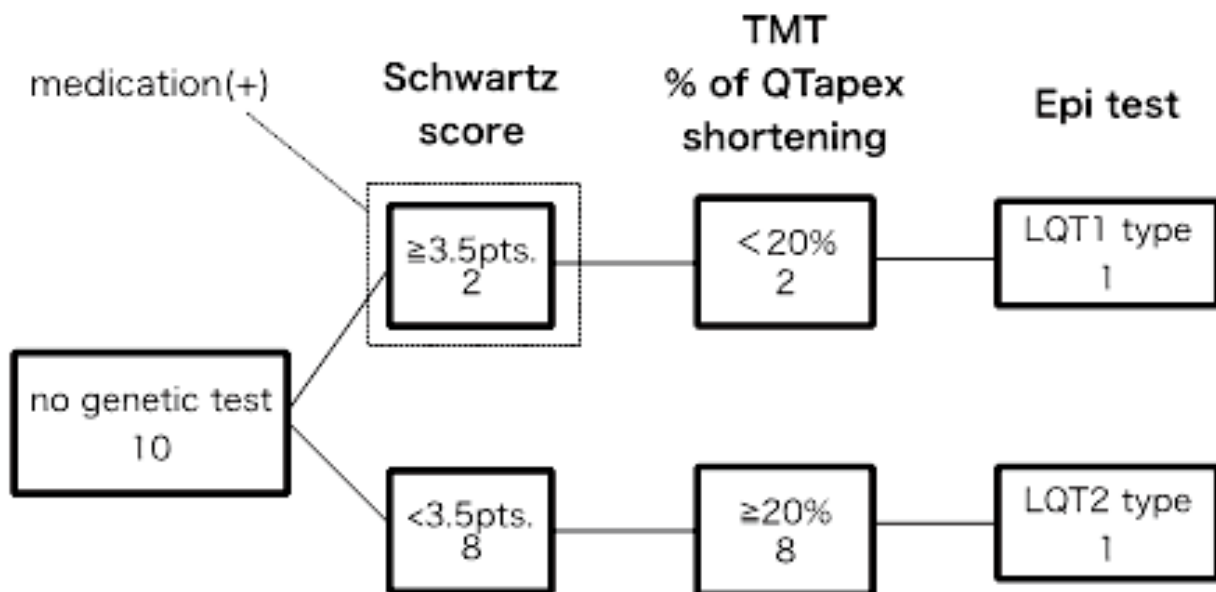 medication(+)
Schwartz
score
TMT
% of QTapex
shortening
Epi test
≧3.5pts.
2
<20%
2
LQT1 type
1
no genetic test
10
<3.5pts.
8
≧20%
8
LQT2 type
1